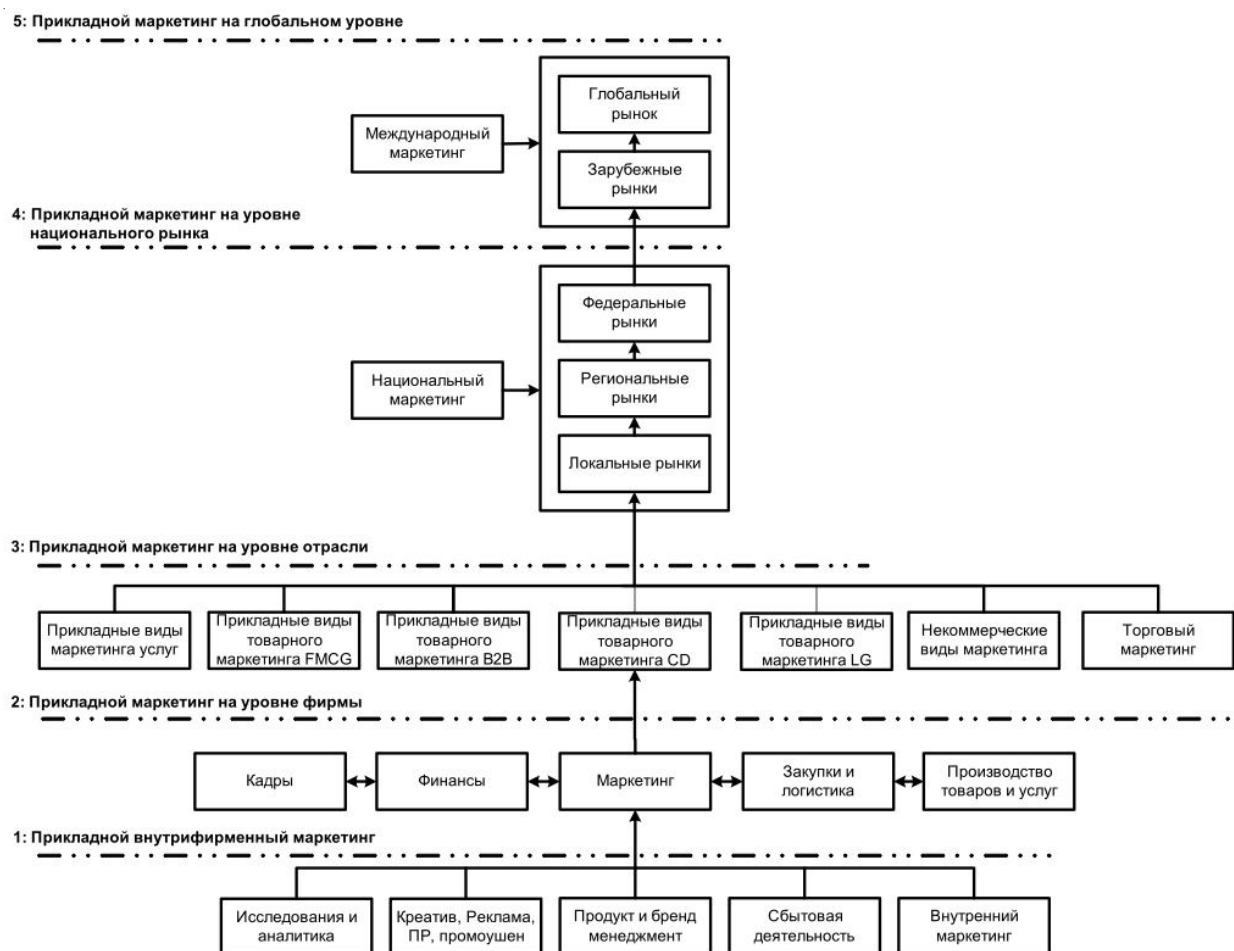 5: Прикладной маркетинг на глобальном уровне
Глобальный
рынок
Международный
маркетинг
Зарубежные
рынки
4: Прикладной маркетинг на уровне
национального рынка
Федеральные
рынки
Национальный
маркетинг
Региональные
рынки
Локальные рынки
3: Прикладной маркетинг на уровне отрасли
Прикладные виды
маркетинга услуг
Прикладные виды
товарного
маркетинга FMCG
Прикладные виды
товарного
маркетинга B2B
Прикладные виды
товарного
маркетинга CD
Прикладные виды
товарного
маркетинга LG
Некоммерческие
виды маркетинга
Торговый
маркетинг
2: Прикладной маркетинг на уровне фирмы
Кадры
Финансы
Маркетинг
Закупки и
логистика
Производство
товаров и услуг
1: Прикладной внутрифирменный маркетинг
Исследования и
аналитика
Креатив, Реклама,
ПР, промоушен
Продукт и бренд
менеджмент
Сбытовая
деятельность
Внутренний
маркетинг